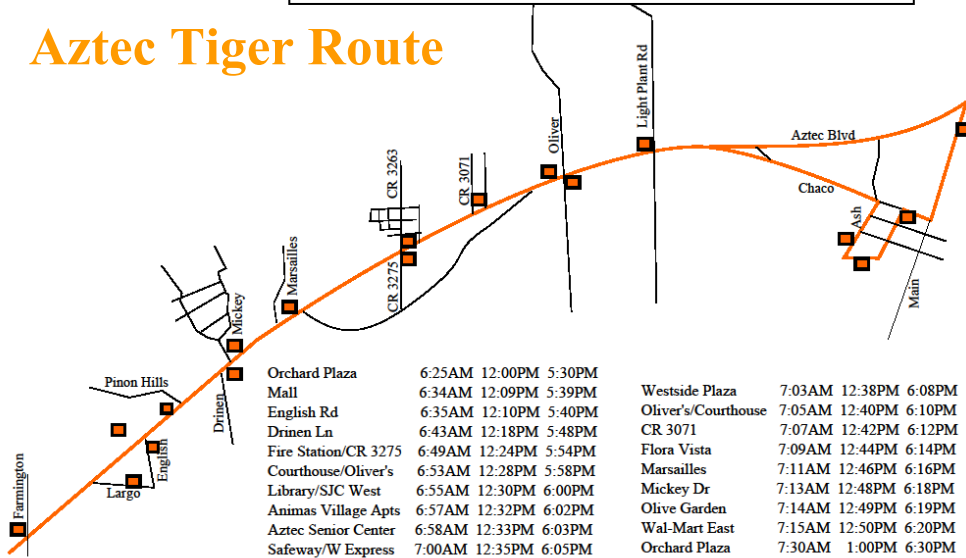 Aztec Tiger Route
Light Plant Rd
Oliver
Aztec Blvd
CR 3263
CR 3071
Chaco
Ash
Marsailles
CR 3275
Main
Mickey
Pinon Hills
Drinen
English
Largo
Farmington
Orchard Plaza 6:25AM 12:00PM 5:30PM
Mall 6:34AM 12:09PM 5:39PM
English Rd 6:35AM 12:10PM 5:40PM
Drinen Ln 6:43AM 12:18PM 5:48PM
Fire Station/CR 3275 6:49AM 12:24PM 5:54PM
Courthouse/Oliver's 6:53AM 12:28PM 5:58PM
Library/SJC West 6:55AM 12:30PM 6:00PM
Animas Village Apts 6:57AM 12:32PM 6:02PM
Aztec Senior Center 6:58AM 12:33PM 6:03PM
Safeway/W Express 7:00AM 12:35PM 6:05PM
Westside Plaza 7:03AM 12:38PM 6:08PM
Oliver's/Courthouse 7:05AM 12:40PM 6:10PM
CR 3071 7:07AM 12:42PM 6:12PM
Flora Vista 7:09AM 12:44PM 6:14PM
Marsailles 7:11AM 12:46PM 6:16PM
Mickey Dr 7:13AM 12:48PM 6:18PM
Olive Garden 7:14AM 12:49PM 6:19PM
Wal-Mart East 7:15AM 12:50PM 6:20PM
Orchard Plaza 7:30AM 1:00PM 6:30PM